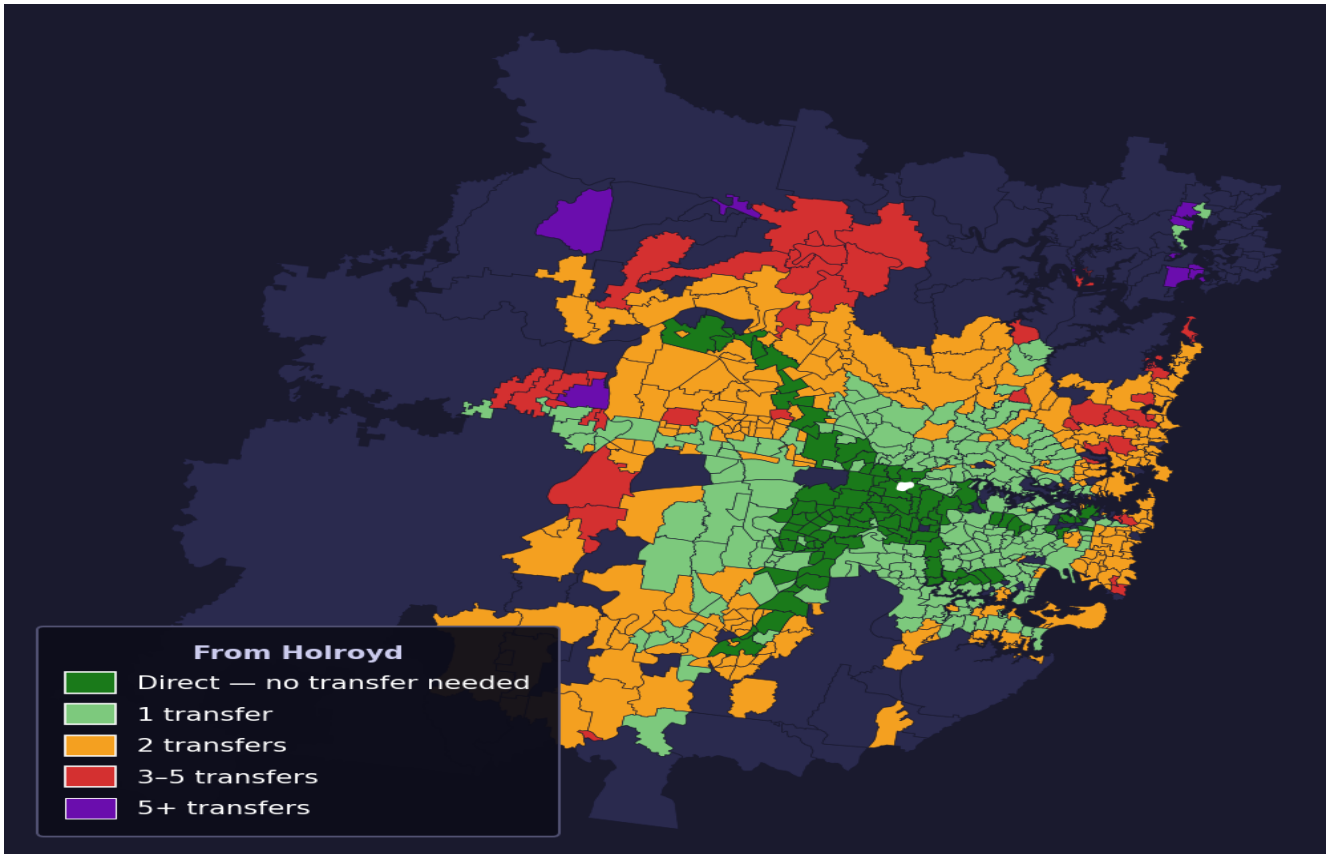 From Holroyd
Direct — no transfer needed
1 transfer
2 transfers
3–5 transfers
5+ transfers